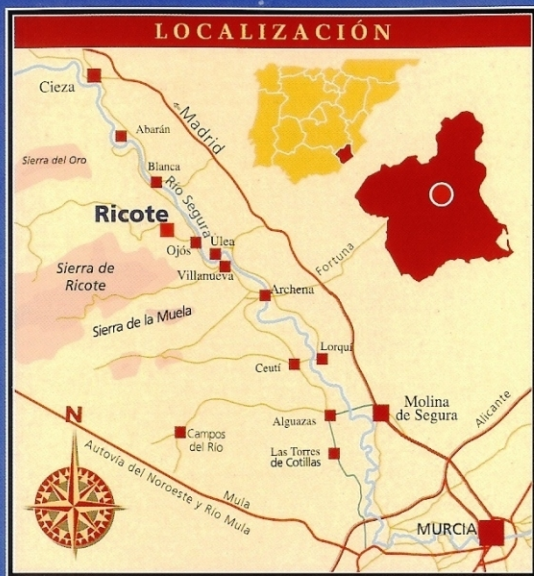 LOCALIZACIÓN
Cieza
Madrid
Abarán
Sierra del Oro
Blanca
Río Segura
Ricote
Ojós
Ulea
Villanueva
Fortuna
Sierra de
Ricote
Archena
Sierra de la Muela
Lorquí
Ceutí
Alicante
Molina
de Segura
N
Alguazas
Campos
del Río
Las Torres
de Cotillas
Autovía del Noroeste y Río Mula
Mula
MURCIA